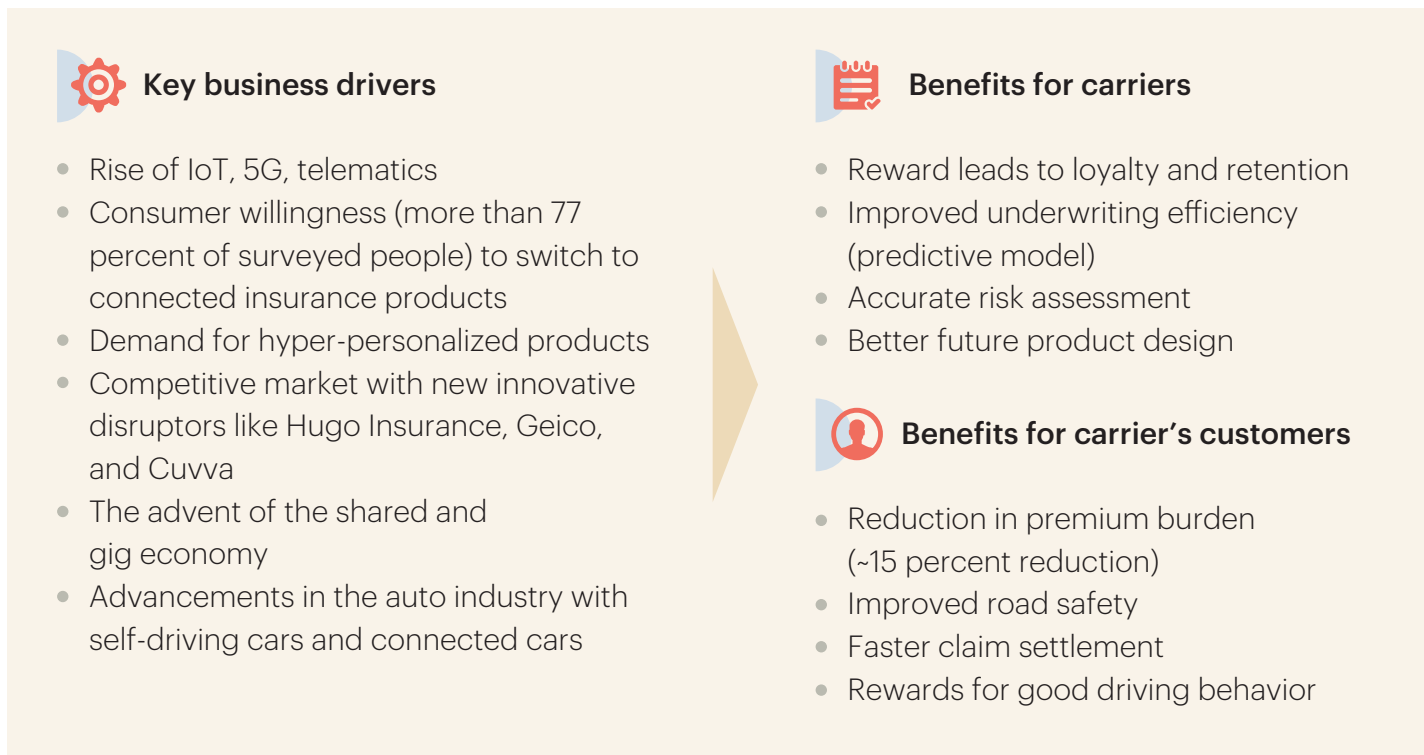 Key business drivers
Rise of IoT, 5G, telematics
Consumer willingness (more than 77
percent of surveyed people) to switch to
connected insurance products
Demand for hyper-personalized products
Competitive market with new innovative
disruptors like Hugo Insurance, Geico,
and Cuvva
The advent of the shared and
gig economy
Advancements in the auto industry with
self-driving cars and connected cars
Benefits for carriers
Reward leads to loyalty and retention
Improved underwriting efficiency
(predictive model)
Accurate risk assessment
Better future product design
Benefits for carrier’s customers
Reduction in premium burden
(~15 percent reduction)
Improved road safety
Faster claim settlement
Rewards for good driving behavior